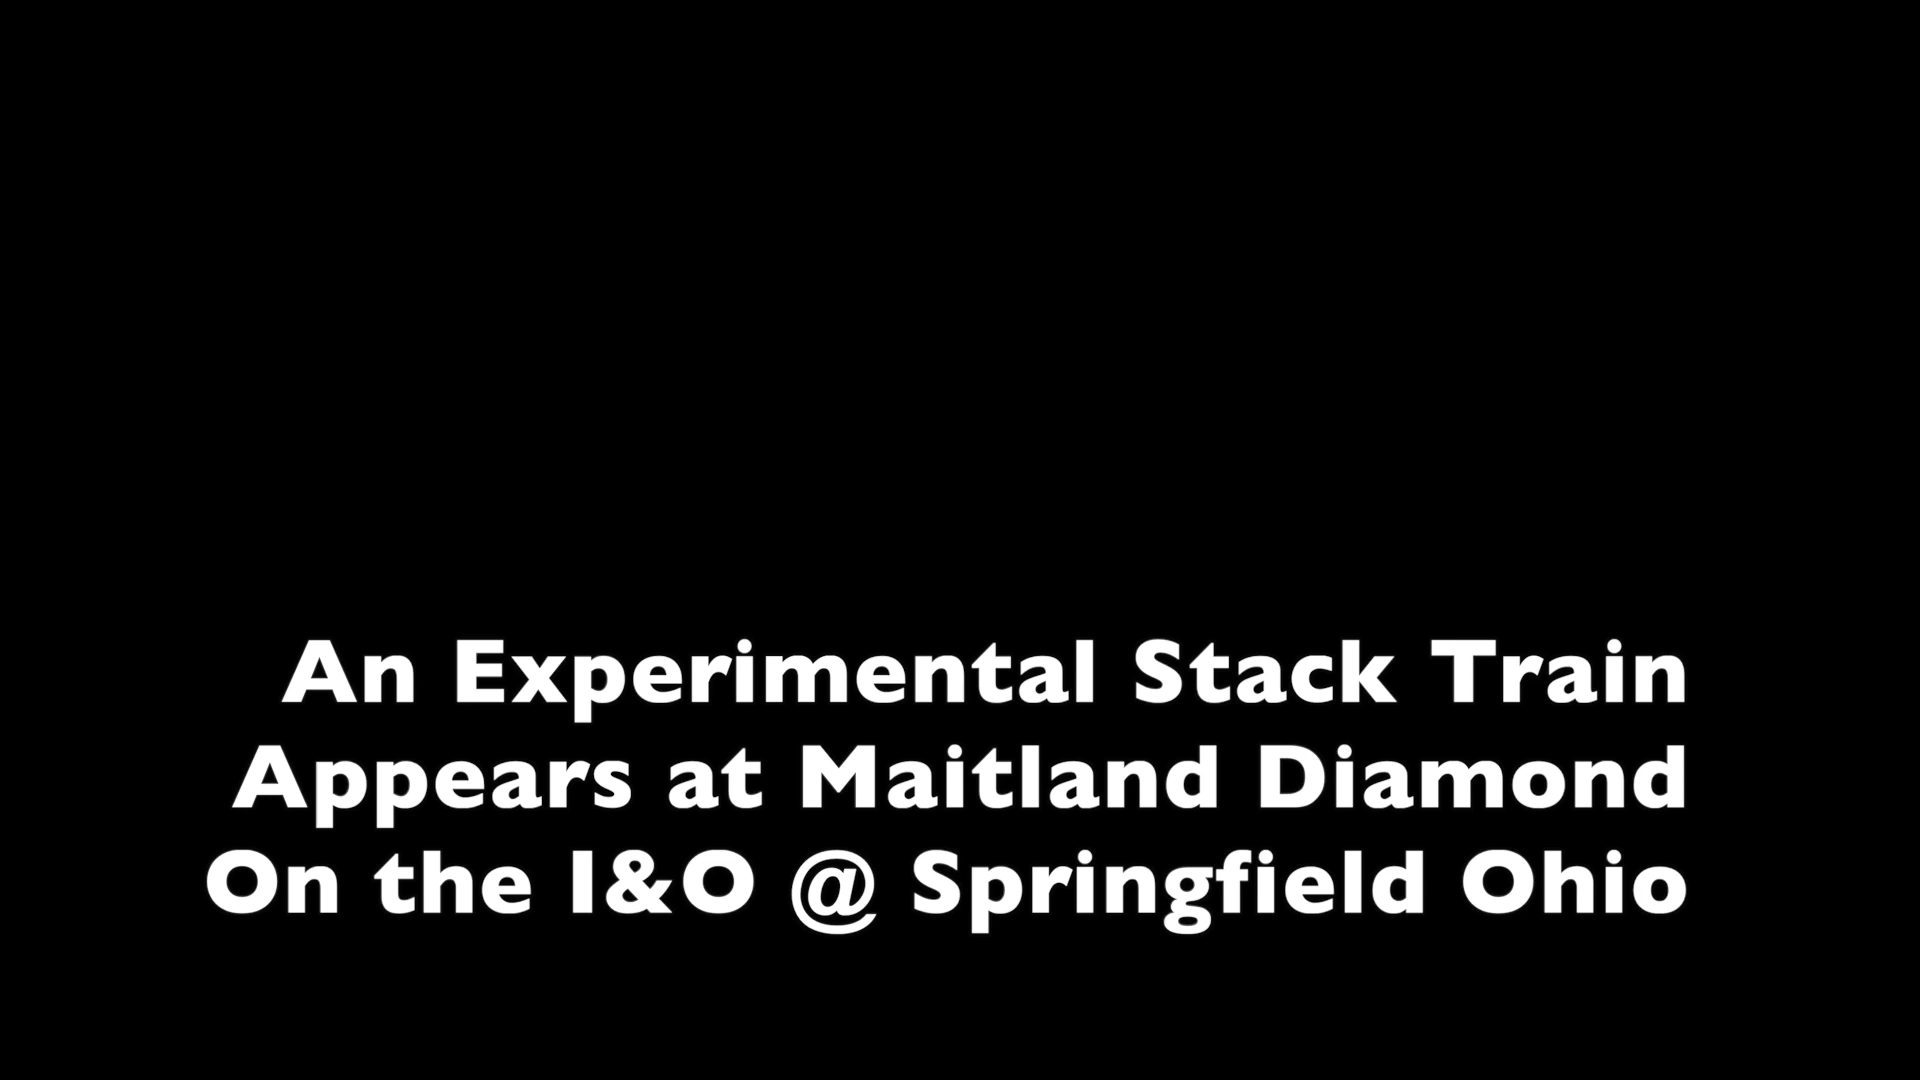 An Experimental Stack Train
Appears at Maitland Diamond
On the I&O @ Springfield Ohio